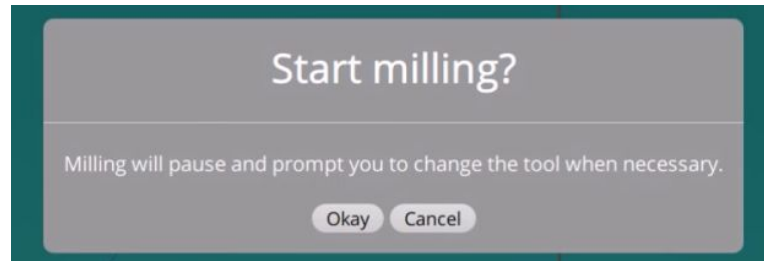 Start milling?
Milling will pause and prompt you to change the tool when necessary.
Okay Cancel